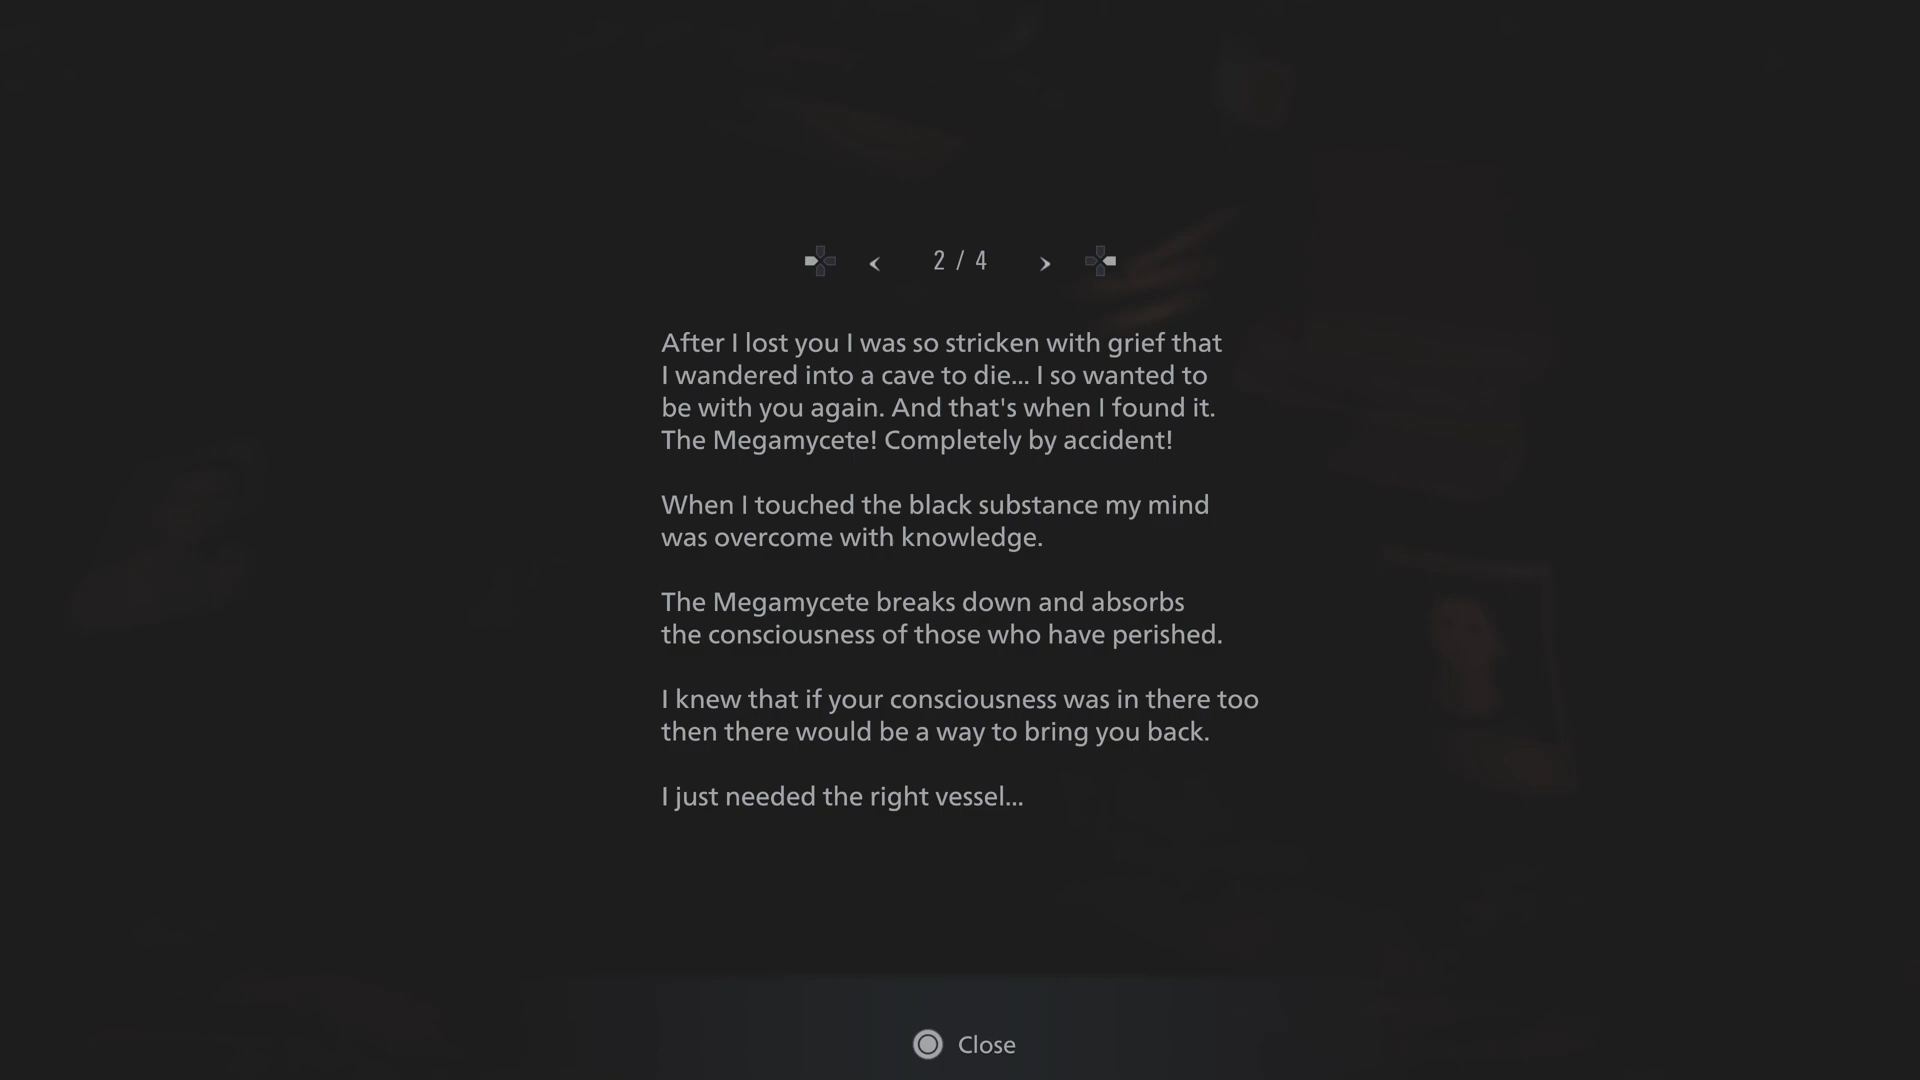 2 / 4
After I lost you I was so stricken with grief that
I wandered into a cave to die... I so wanted to
be with you again. And that's when I found it.
The Megamycete! Completely by accident!
When I touched the black substance my mind
was overcome with knowledge.
The Megamycete breaks down and absorbs
the consciousness of those who have perished.
I knew that if your consciousness was in there too
then there would be a way to bring you back.
I just needed the right vessel...
Close